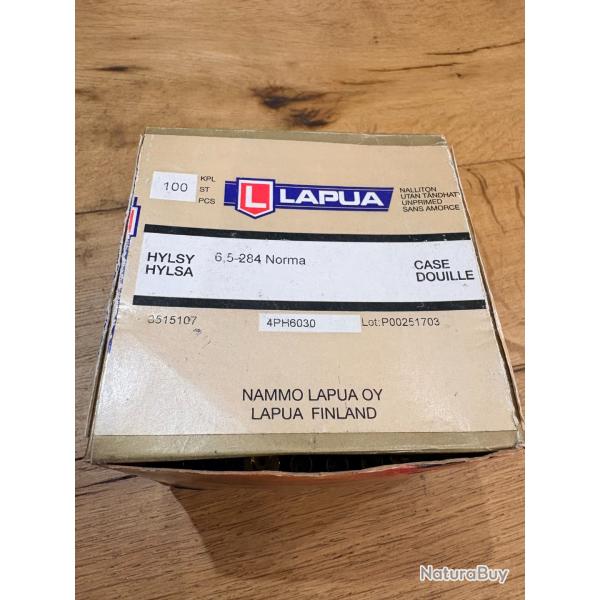 100
KPL
ST
PCS
L LAPUA
NALLITON
UTAN TÄNDHATT
UNPRIMED
SANS AMORCE
HYLSY
HYLSA
6,5-284 Norma
CASE
DOUILLE
3515107
4PH6030
Lot:P00251703
NAMMO LAPUA OY
LAPUA FINLAND
NaturaBuy